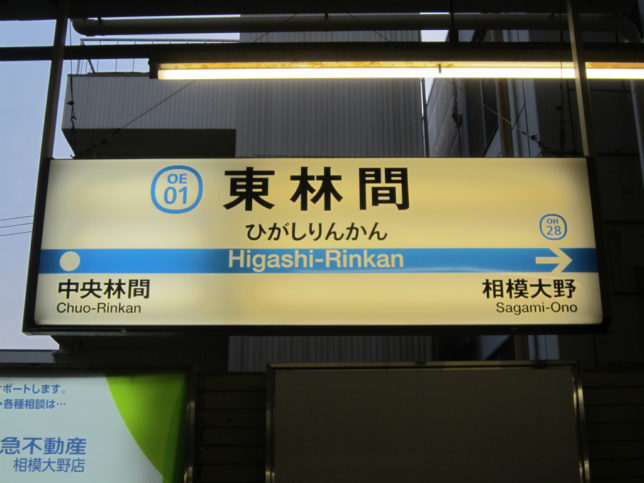 OE
01
東林間
ひがしりんかん
OH
28
Higashi-Rinkan
中央林間
Chuo-Rinkan
相模大野
Sagami-Ono
ポートします。
・各種相談は…
急不動産
相模大野店